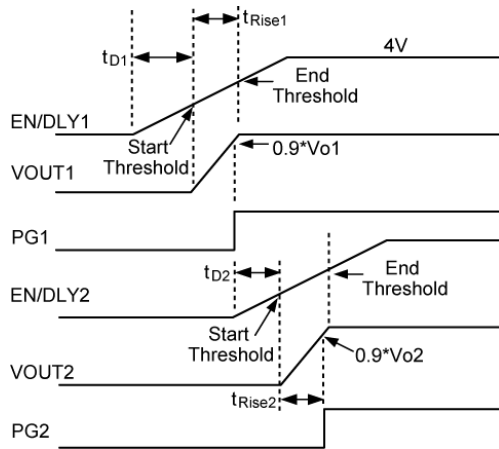 tRise1
4V
tD1
End
Threshold
EN/DLY1
Start
Threshold
0.9*Vo1
VOUT1
PG1
tD2
End
Threshold
EN/DLY2
Start
Threshold
0.9*Vo2
VOUT2
tRise2
PG2